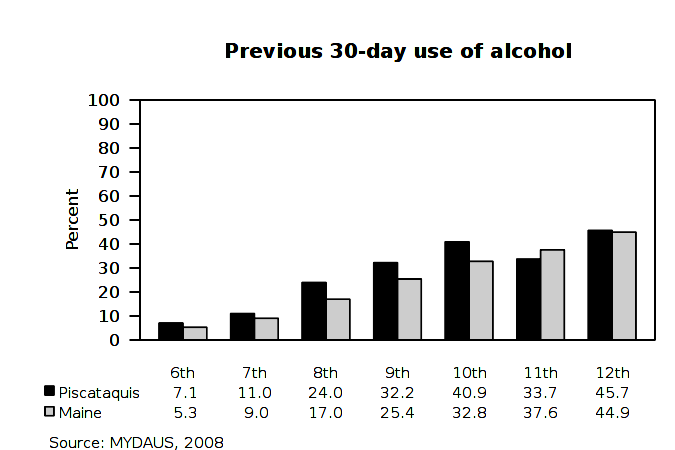 Previous 30-day use of alcohol
100
90
80
70
60
50
40
30
20
10
0
Percent
6th 7th 8th 9th 10th 11th 12th
Piscataquis 7.1 11.0 24.0 32.2 40.9 33.7 45.7
Maine 5.3 9.0 17.0 25.4 32.8 37.6 44.9
Source: MYDAUS, 2008